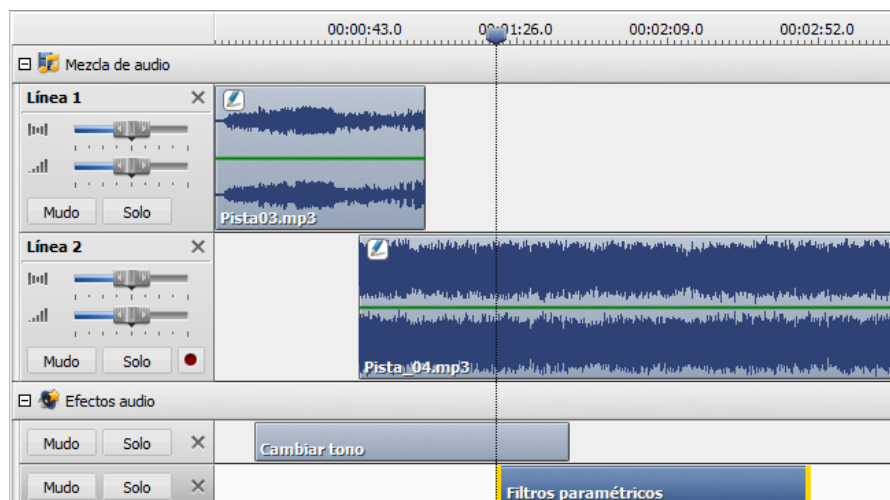 00:00:43.0 00:01:26.0 00:02:09.0 00:02:52.0
Mezcla de audio
Línea 1
Mudo Solo
Pista03.mp3
Línea 2
Mudo Solo
Pista_04.mp3
Efectos audio
Mudo Solo
Cambiar tono
Mudo Solo
Filtros paramétricos